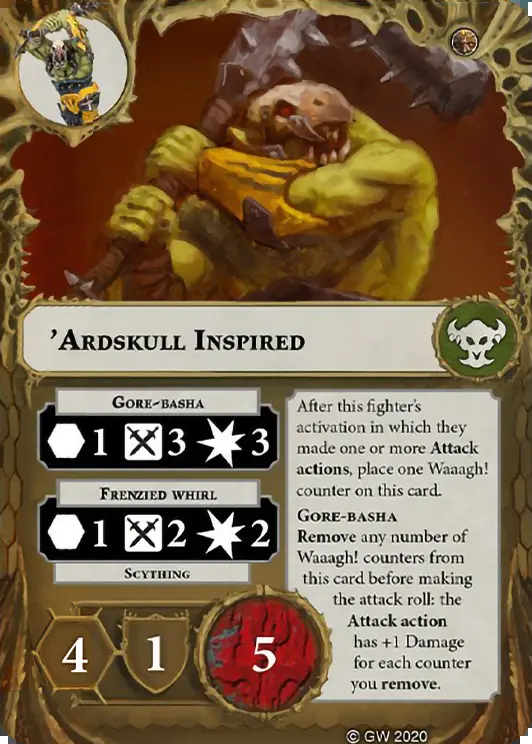 ’Ardskull Inspired
Gore-basha
1 3 3
Frenzied whirl
1 2 2
Scything
4 1 5
After this fighter's
activation in which they
made one or more Attack
actions, place one Waaagh!
counter on this card.
Gore-basha
Remove any number of
Waaagh! counters from
this card before making
the attack roll: the
Attack action
has +1 Damage
for each counter
you remove.
© GW 2020